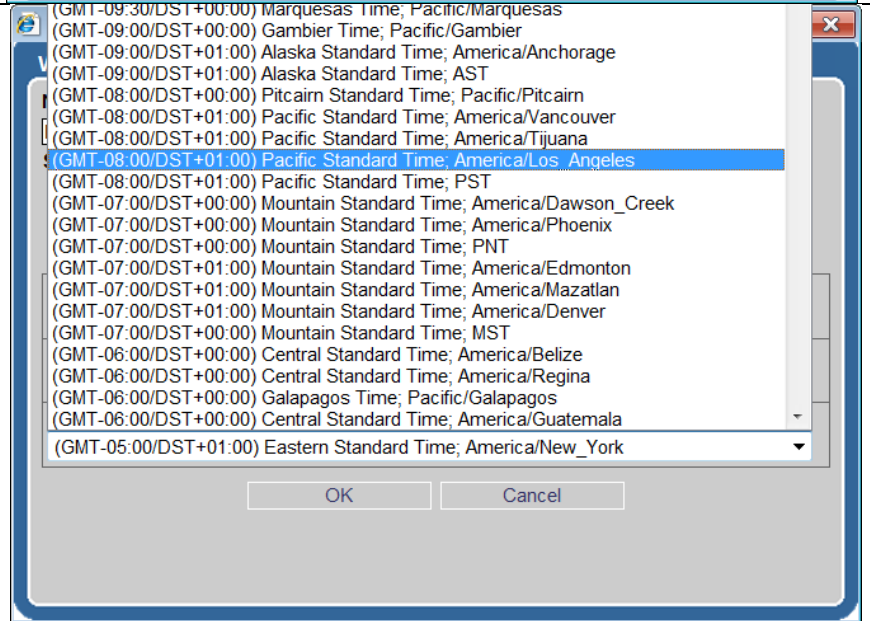 (GMT-09:30/DST+00:00) Marquesas Time; Pacific/Marquesas
(GMT-09:00/DST+00:00) Gambier Time; Pacific/Gambier
(GMT-09:00/DST+01:00) Alaska Standard Time; America/Anchorage
(GMT-09:00/DST+01:00) Alaska Standard Time; AST
(GMT-08:00/DST+00:00) Pitcairn Standard Time; Pacific/Pitcairn
(GMT-08:00/DST+01:00) Pacific Standard Time; America/Vancouver
(GMT-08:00/DST+01:00) Pacific Standard Time; America/Tijuana
(GMT-08:00/DST+01:00) Pacific Standard Time; America/Los_Angeles
(GMT-08:00/DST+01:00) Pacific Standard Time; PST
(GMT-07:00/DST+00:00) Mountain Standard Time; America/Dawson_Creek
(GMT-07:00/DST+00:00) Mountain Standard Time; America/Phoenix
(GMT-07:00/DST+00:00) Mountain Standard Time; PNT
(GMT-07:00/DST+01:00) Mountain Standard Time; America/Edmonton
(GMT-07:00/DST+01:00) Mountain Standard Time; America/Mazatlan
(GMT-07:00/DST+01:00) Mountain Standard Time; America/Denver
(GMT-07:00/DST+00:00) Mountain Standard Time; MST
(GMT-06:00/DST+00:00) Central Standard Time; America/Belize
(GMT-06:00/DST+00:00) Central Standard Time; America/Regina
(GMT-06:00/DST+00:00) Galapagos Time; Pacific/Galapagos
(GMT-06:00/DST+00:00) Central Standard Time; America/Guatemala
(GMT-05:00/DST+01:00) Eastern Standard Time; America/New_York
OK Cancel